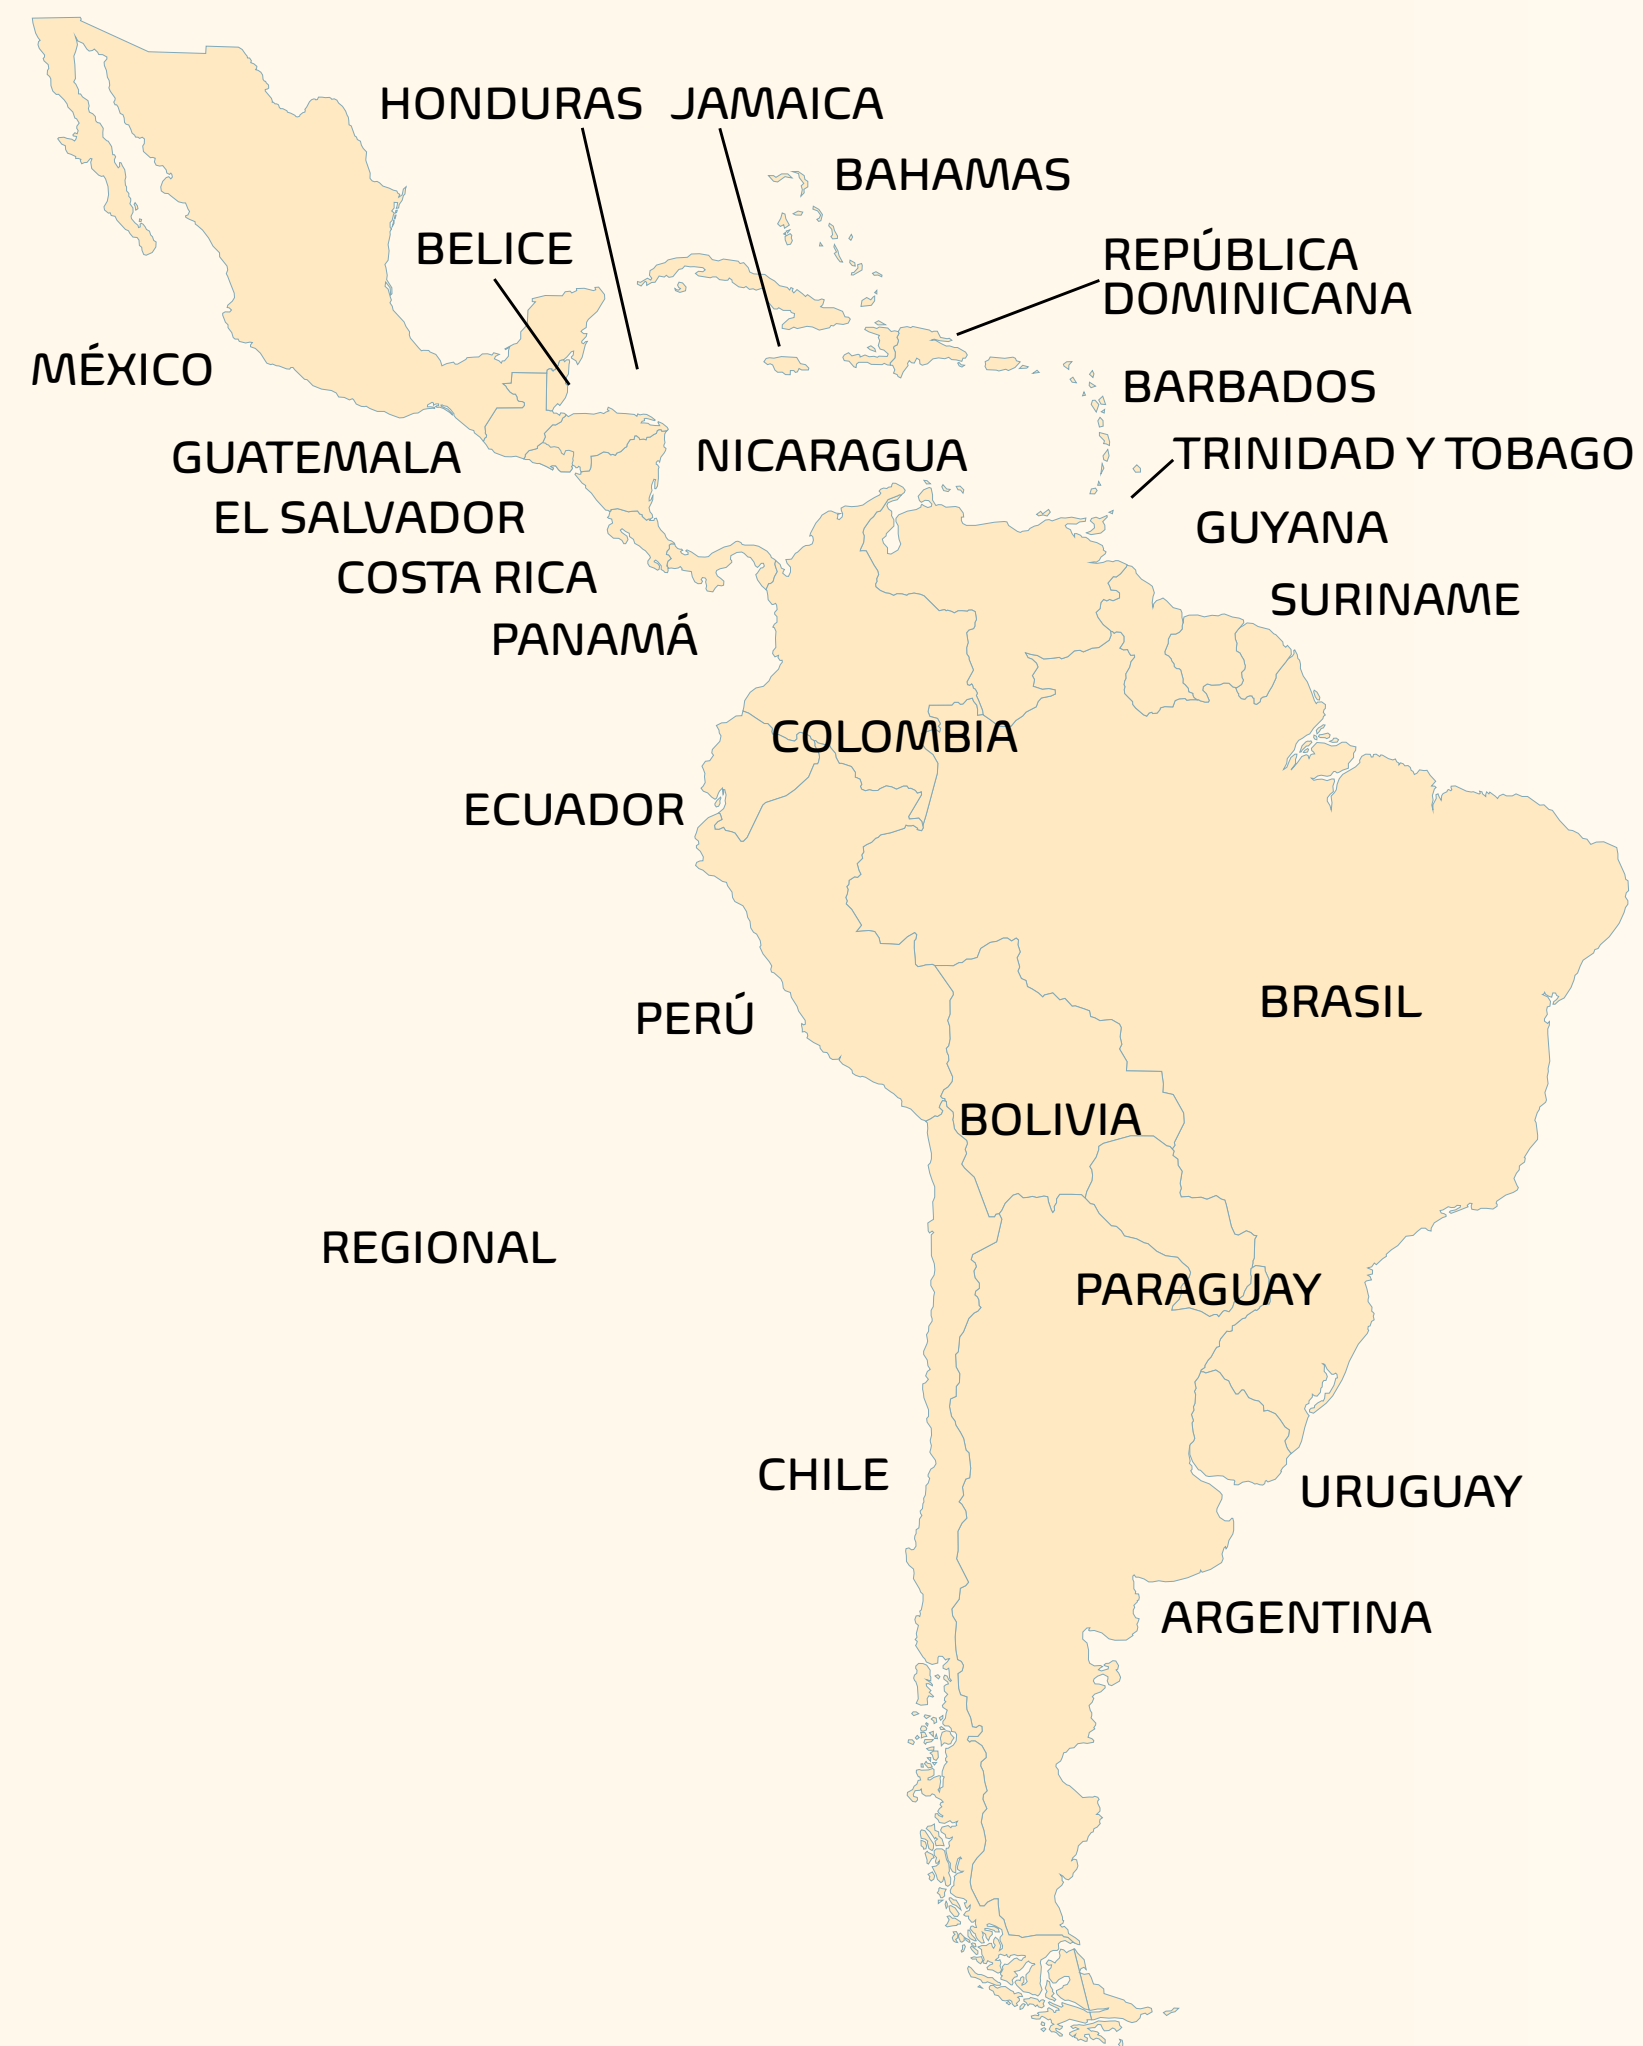 HONDURAS JAMAICA
BAHAMAS
BELICE
REPÚBLICA
DOMINICANA
MÉXICO
BARBADOS
GUATEMALA
NICARAGUA
TRINIDAD Y TOBAGO
EL SALVADOR
GUYANA
COSTA RICA
SURINAME
PANAMÁ
COLOMBIA
ECUADOR
BRASIL
PERÚ
BOLIVIA
REGIONAL
PARAGUAY
CHILE
URUGUAY
ARGENTINA